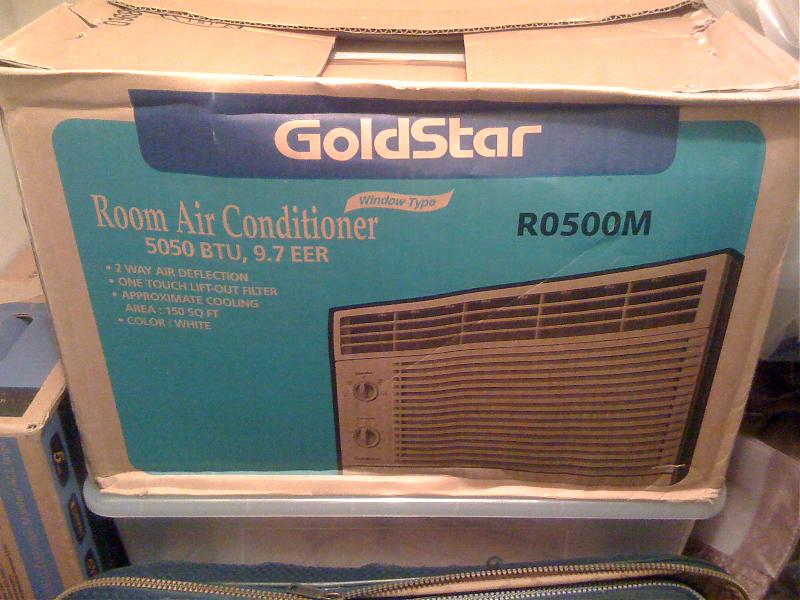 GoldStar
Window Type
Room Air Conditioner
R0500M
5050 BTU, 9.7 EER
• 2 WAY AIR DEFLECTION
• ONE TOUCH LIFT-OUT FILTER
• APPROXIMATE COOLING
AREA : 150 SQ FT
• COLOR : WHITE